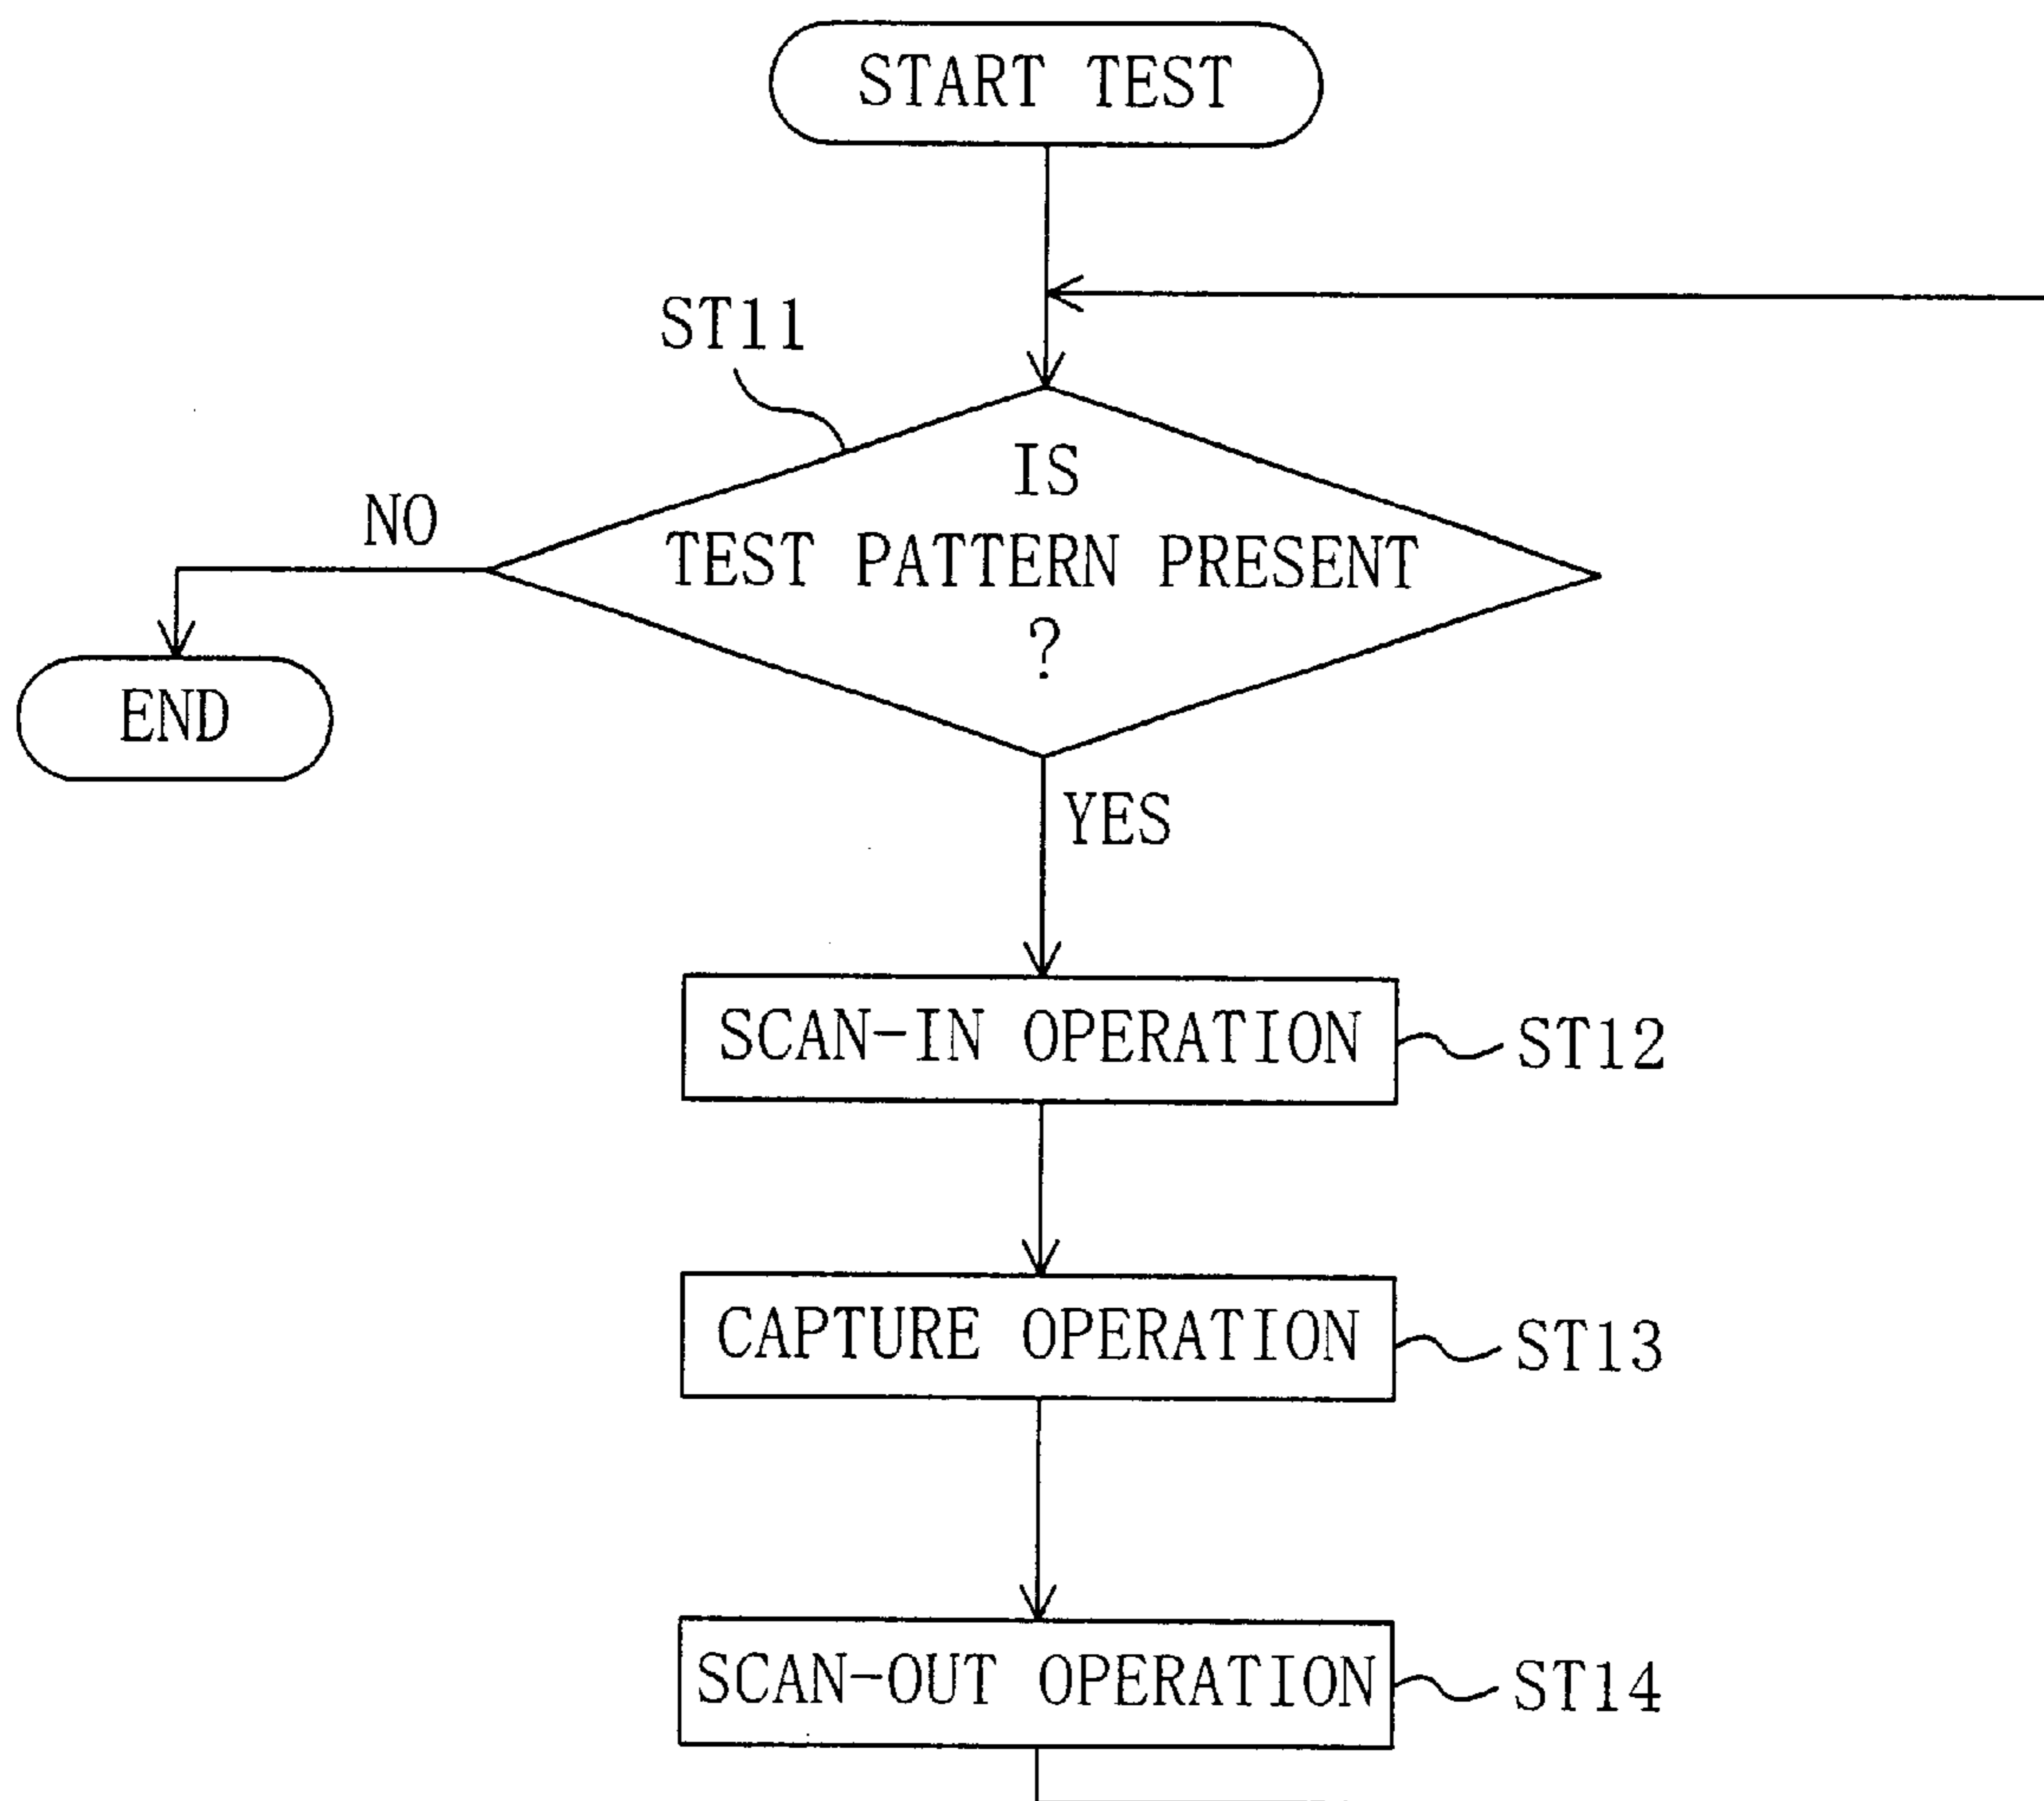 START TEST
ST11
IS
TEST PATTERN PRESENT
?
NO
END
YES
SCAN-IN OPERATION
ST12
CAPTURE OPERATION
ST13
SCAN-OUT OPERATION
ST14